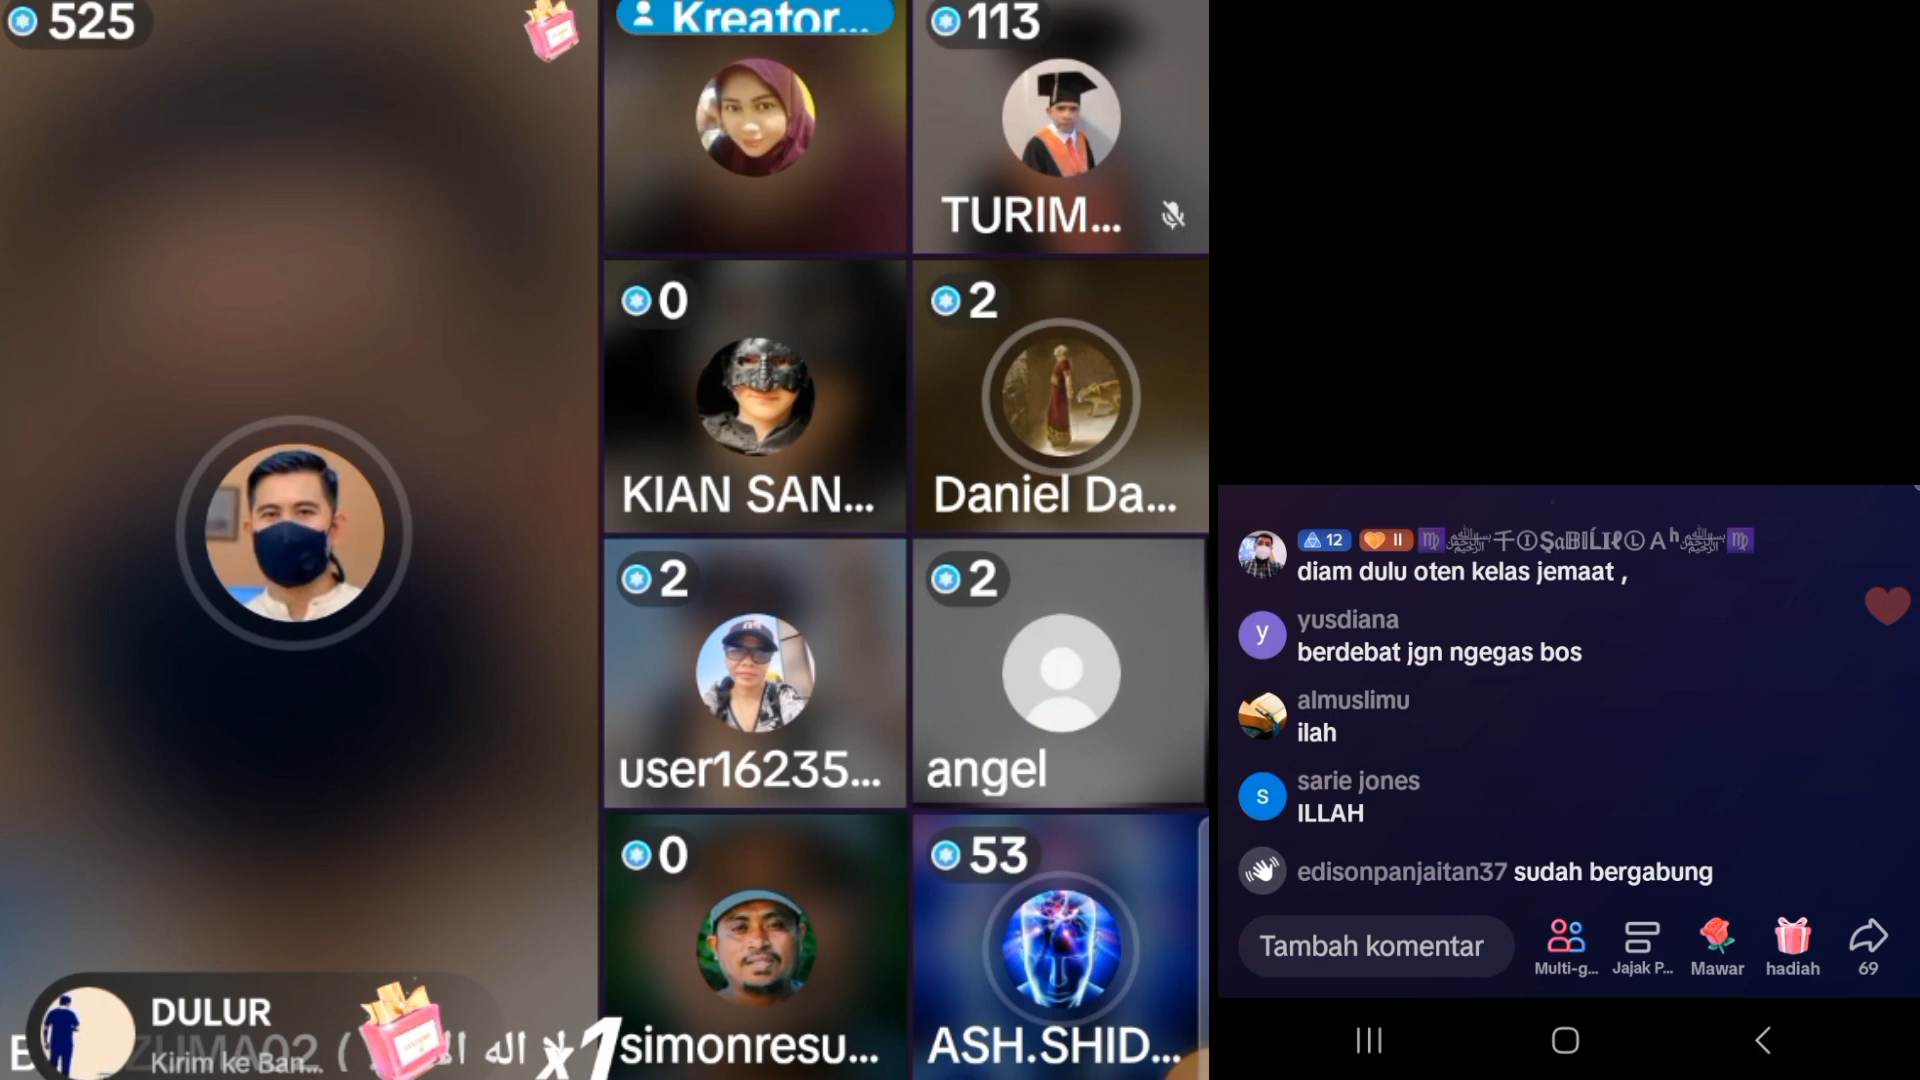 525
Kreator...
113
TURIM...
0
KIAN SAN...
2
Daniel Da...
2
user16235...
2
angel
0
simonresu...
53
ASH.SHID...
DULUR
Kirim ke Ban...
x1
12
II
diam dulu oten kelas jemaat ,
yusdiana
berdebat jgn ngegas bos
almuslimu
ilah
sarie jones
ILLAH
edisonpanjaitan37 sudah bergabung
Tambah komentar
Multi-g...
Jajak P...
Mawar
hadiah
69